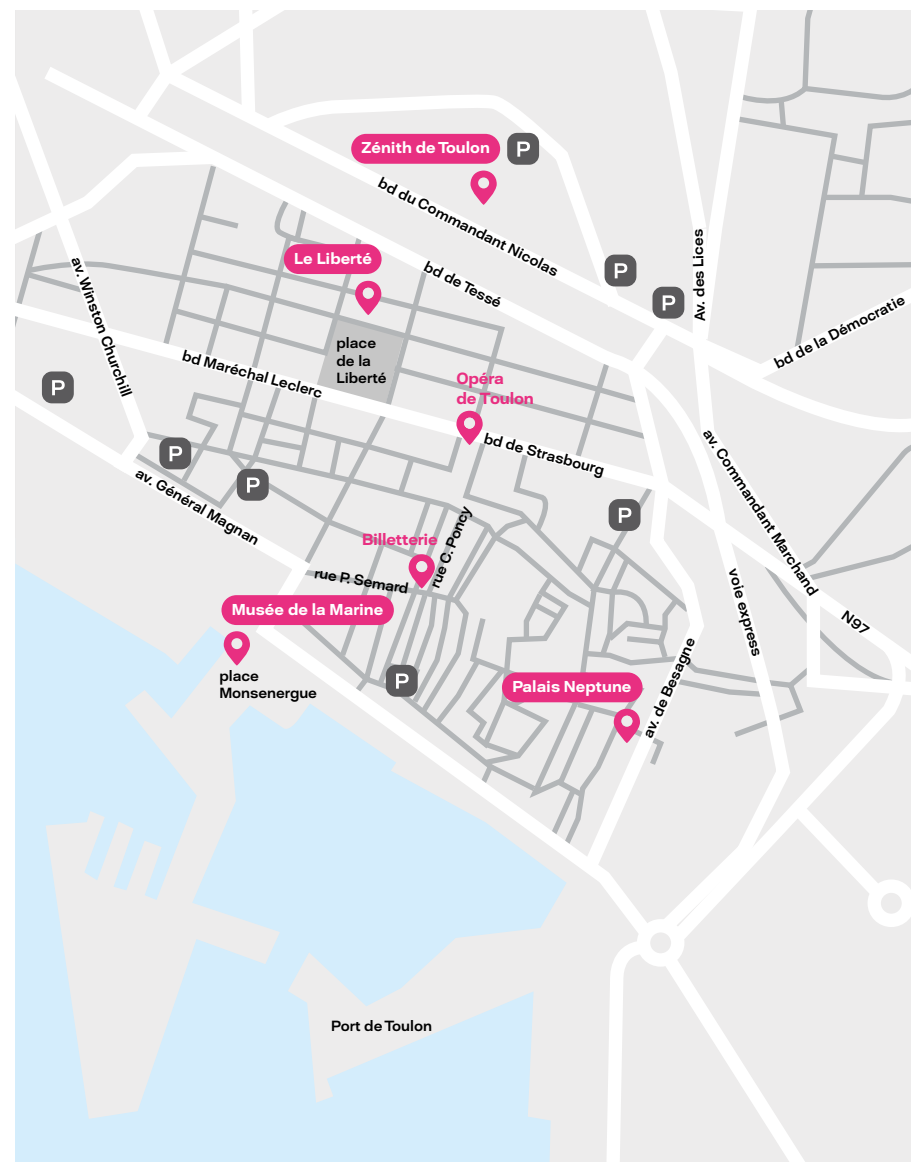 Zénith de Toulon
P
bd du Commandant Nicolas
Le Liberté
av. Winston Churchill
bd de Tessé
P
P
Av. des Lices
bd de la Démocratie
place
de la
Liberté
bd Maréchal Leclerc
Opéra
de Toulon
P
bd de Strasbourg
av. Commandant Marchand
P
P
av. Général Magnan
P
Billetterie
rue C. Poncy
rue P. Semard
voie express
N97
Musée de la Marine
place
Monsenergue
P
Palais Neptune
av. de Besagne
Port de Toulon